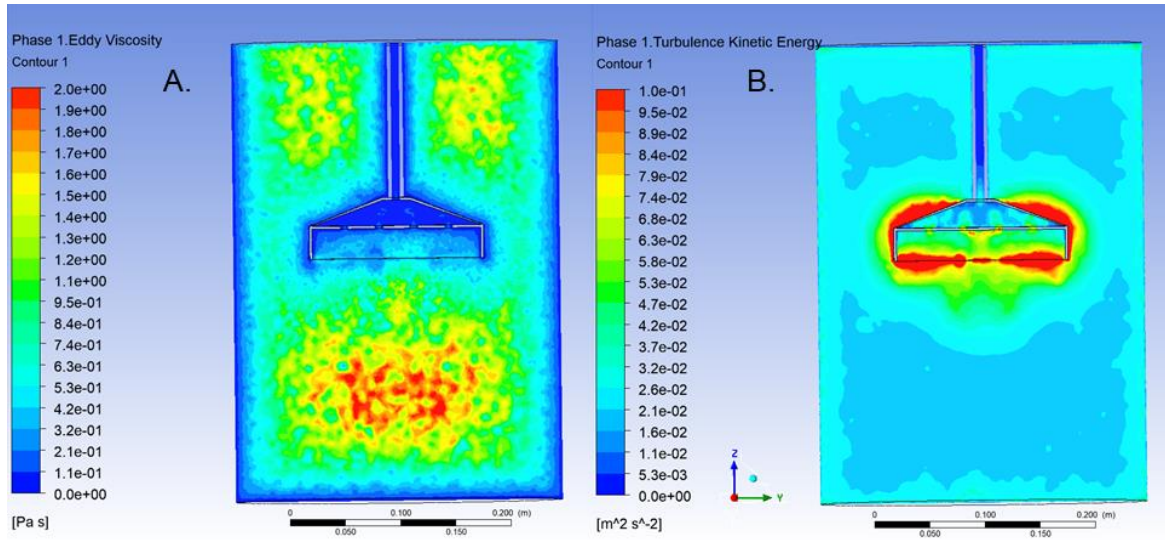 Phase 1.Eddy Viscosity
Contour 1
A.
2.0e+00
1.8e+00
1.7e+00
1.6e+00
1.5e+00
1.4e+00
1.3e+00
1.2e+00
1.1e+00
9.5e-01
8.4e-01
7.4e-01
6.3e-01
5.3e-01
4.2e-01
3.2e-01
2.1e-01
1.1e-01
0.0e+00
[Pa s]
0 0.100 0.200 (m)
0.050 0.150
Phase 1.Turbulence Kinetic Energy
Contour 1
B.
1.0e-01
9.5e-02
8.9e-02
8.4e-02
7.9e-02
7.4e-02
6.8e-02
6.3e-02
5.8e-02
5.3e-02
4.7e-02
4.2e-02
3.7e-02
3.2e-02
2.6e-02
2.1e-02
1.6e-02
1.1e-02
5.3e-03
0.0e+00
[m^2 s^-2]
Z
Y
0 0.100 0.200 (m)
0.050 0.150